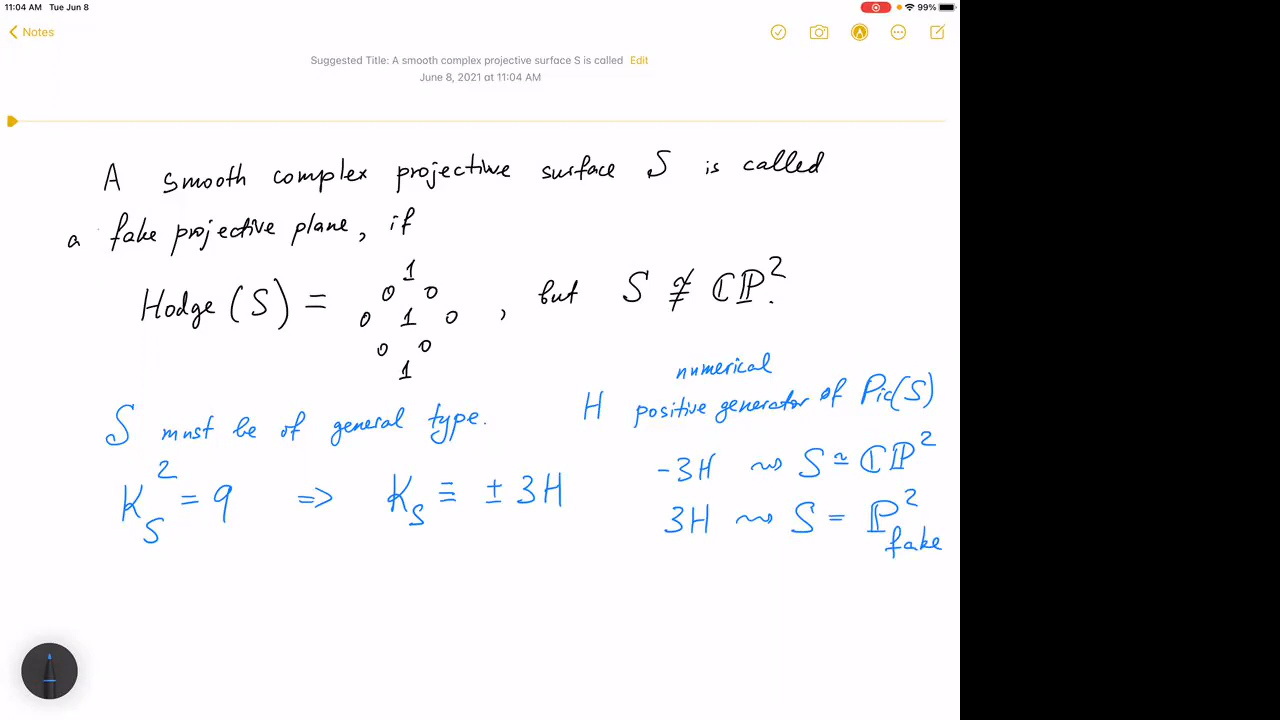 11:04 AM Tue Jun 8
99%
Notes
Suggested Title: A smooth complex projective surface S is called Edit
June 8, 2021 at 11:04 AM
A smooth complex projective surface S is called
a fake projective plane, if
1
0 0
Hodge(S) = 0 1 0 , but S ≇ ℂℙ².
0 0
1
numerical
H positive generator of Pic(S)
S must be of general type.
-3H ⇝ S ≃ ℂℙ²
K_S² = 9 ⇒ K_S ≡ ± 3H
3H ⇝ S = ℙ²_fake